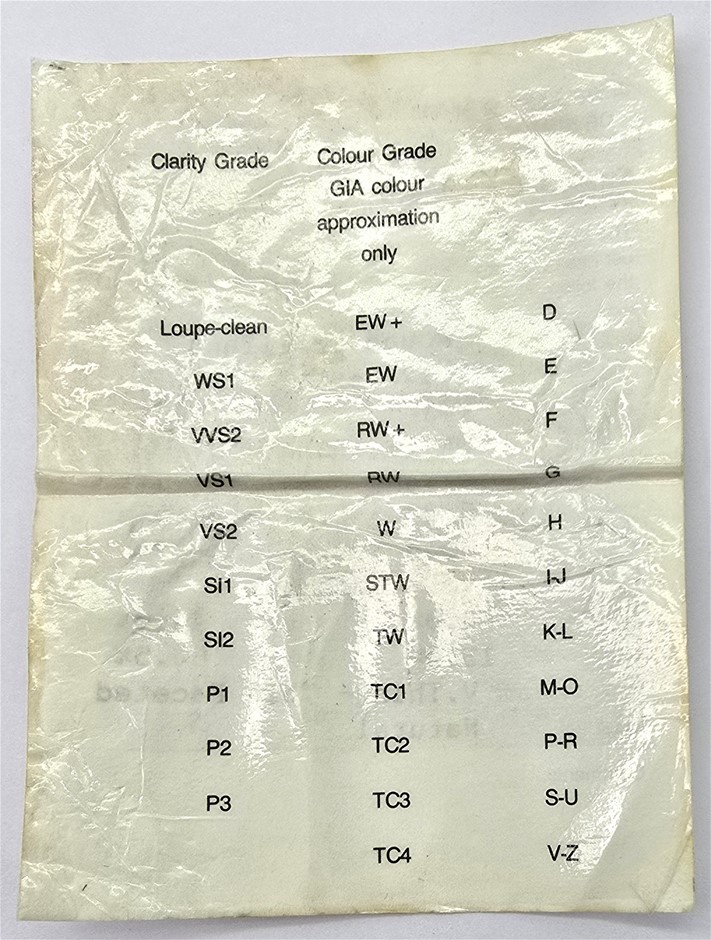 Clarity Grade Colour Grade
GIA colour
approximation
only
Loupe-clean EW+ D
WS1 EW E
VVS2 RW+ F
VS1 RW G
VS2 W H
Si1 STW I-J
SI2 TW K-L
P1 TC1 M-O
P2 TC2 P-R
P3 TC3 S-U
TC4 V-Z